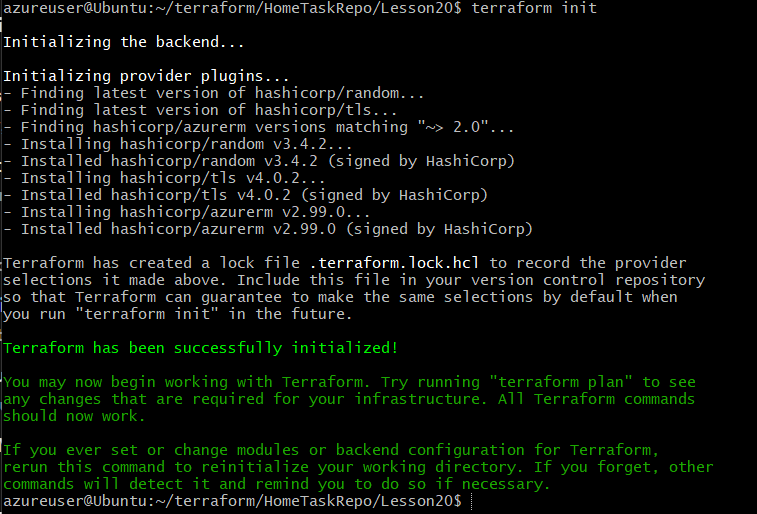 azureuser@Ubuntu:~/terraform/HomeTaskRepo/Lesson20$ terraform init
Initializing the backend...
Initializing provider plugins...
- Finding latest version of hashicorp/random...
- Finding latest version of hashicorp/tls...
- Finding hashicorp/azurerm versions matching "~> 2.0"...
- Installing hashicorp/random v3.4.2...
- Installed hashicorp/random v3.4.2 (signed by HashiCorp)
- Installing hashicorp/tls v4.0.2...
- Installed hashicorp/tls v4.0.2 (signed by HashiCorp)
- Installing hashicorp/azurerm v2.99.0...
- Installed hashicorp/azurerm v2.99.0 (signed by HashiCorp)
Terraform has created a lock file .terraform.lock.hcl to record the provider
selections it made above. Include this file in your version control repository
so that Terraform can guarantee to make the same selections by default when
you run "terraform init" in the future.
Terraform has been successfully initialized!
You may now begin working with Terraform. Try running "terraform plan" to see
any changes that are required for your infrastructure. All Terraform commands
should now work.
If you ever set or change modules or backend configuration for Terraform,
rerun this command to reinitialize your working directory. If you forget, other
commands will detect it and remind you to do so if necessary.
azureuser@Ubuntu:~/terraform/HomeTaskRepo/Lesson20$